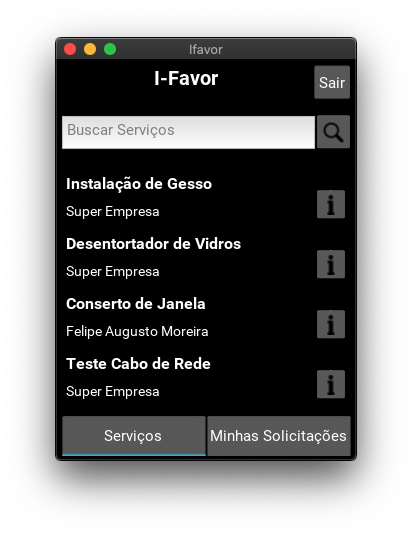 Ifavor
I-Favor
Sair
Buscar Serviços
Instalação de Gesso
Super Empresa
Desentortador de Vidros
Super Empresa
Conserto de Janela
Felipe Augusto Moreira
Teste Cabo de Rede
Super Empresa
Serviços
Minhas Solicitações